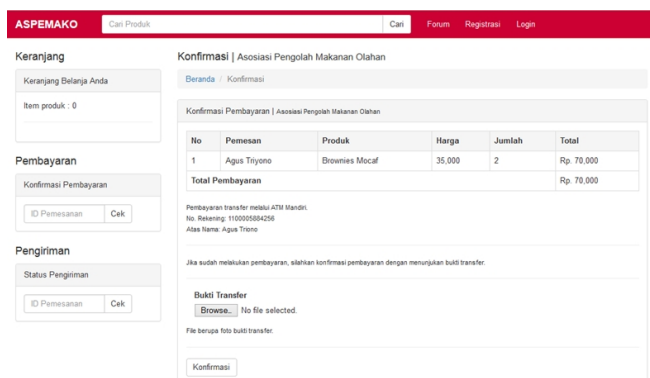 ASPEMAKO Cari Produk Cari Forum Registrasi Login
Keranjang
Keranjang Belanja Anda
Item produk : 0
Pembayaran
Konfirmasi Pembayaran
ID Pemesanan Cek
Pengiriman
Status Pengiriman
ID Pemesanan Cek
Konfirmasi | Asosiasi Pengolah Makanan Olahan
Beranda / Konfirmasi
Konfirmasi Pembayaran | Asosiasi Pengolah Makanan Olahan
No Pemesan Produk Harga Jumlah Total
1 Agus Triyono Brownies Mocaf 35,000 2 Rp. 70,000
Total Pembayaran Rp. 70,000
Pembayaran transfer melalui ATM Mandiri.
No. Rekening: 1100005884256
Atas Nama: Agus Triono
Jika sudah melakukan pembayaran, silahkan konfirmasi pembayaran dengan menunjukan bukti transfer.
Bukti Transfer
Browse.. No file selected.
File berupa foto bukti transfer.
Konfirmasi